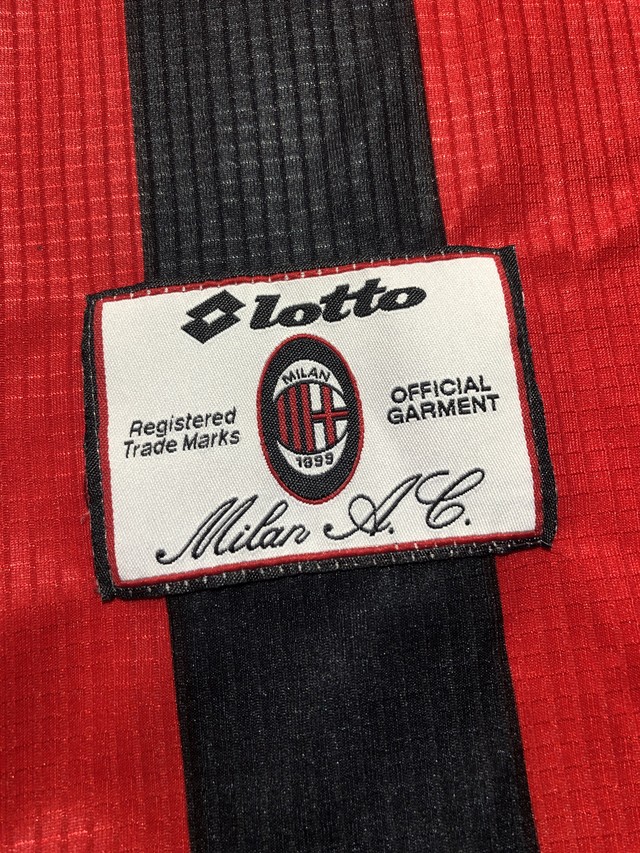 lotto
MILAN
1899
Registered
Trade Marks
OFFICIAL
GARMENT
Milan A.C.